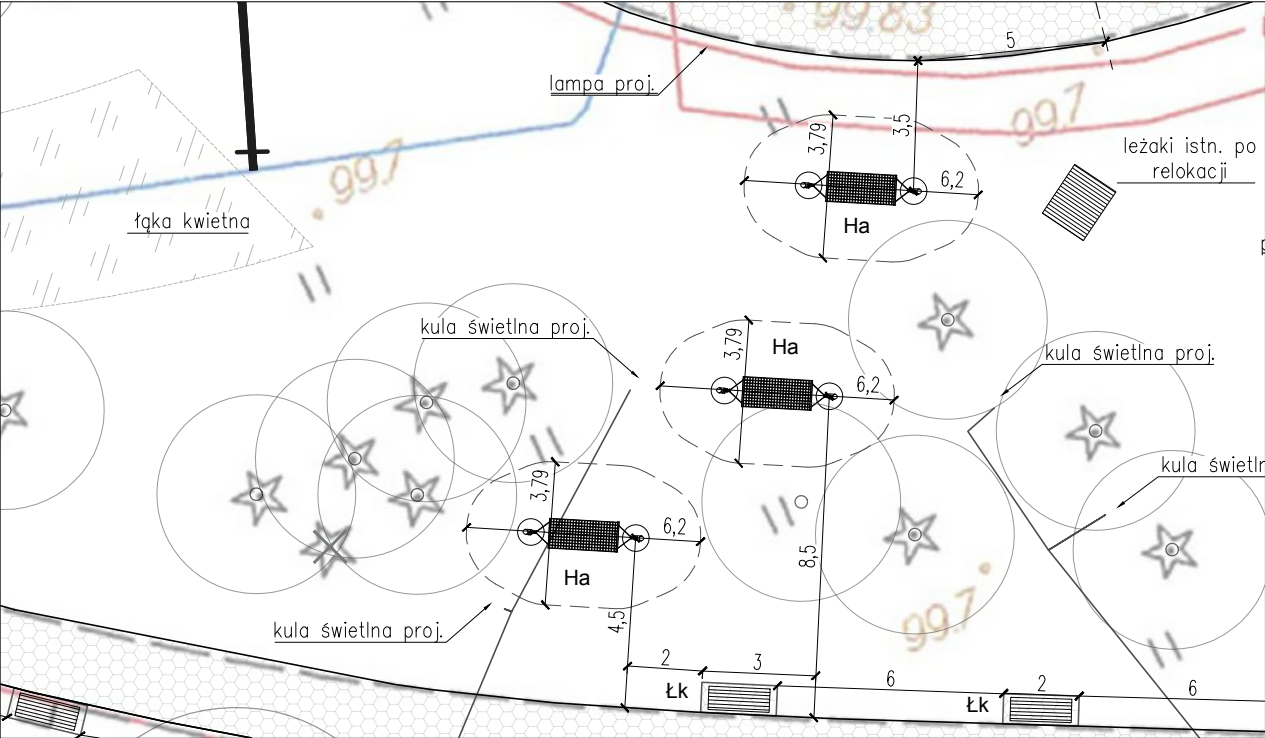 99.83
5
lampa proj.
3,79
3,5
99.7
leżaki istn. po
relokacji
99.7
6,2
łąka kwietna
Ha
kula świetlna proj.
3,79
Ha
kula świetlna proj.
6,2
kula świetln
3,79
6,2
8,5
Ha
99.7
kula świetlna proj.
4,5
2
3
6
2
6
Łk
Łk